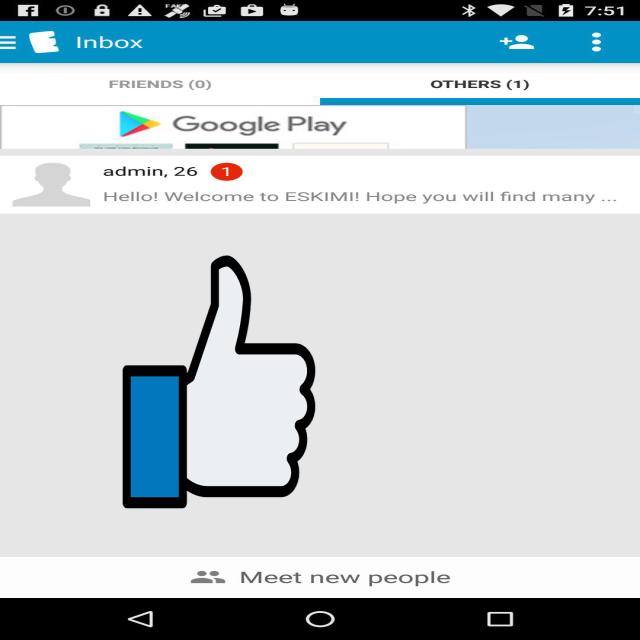 7:51
Inbox
FRIENDS (0)
OTHERS (1)
Google Play
admin, 26 1
Hello! Welcome to ESKIMI! Hope you will find many ...
Meet new people